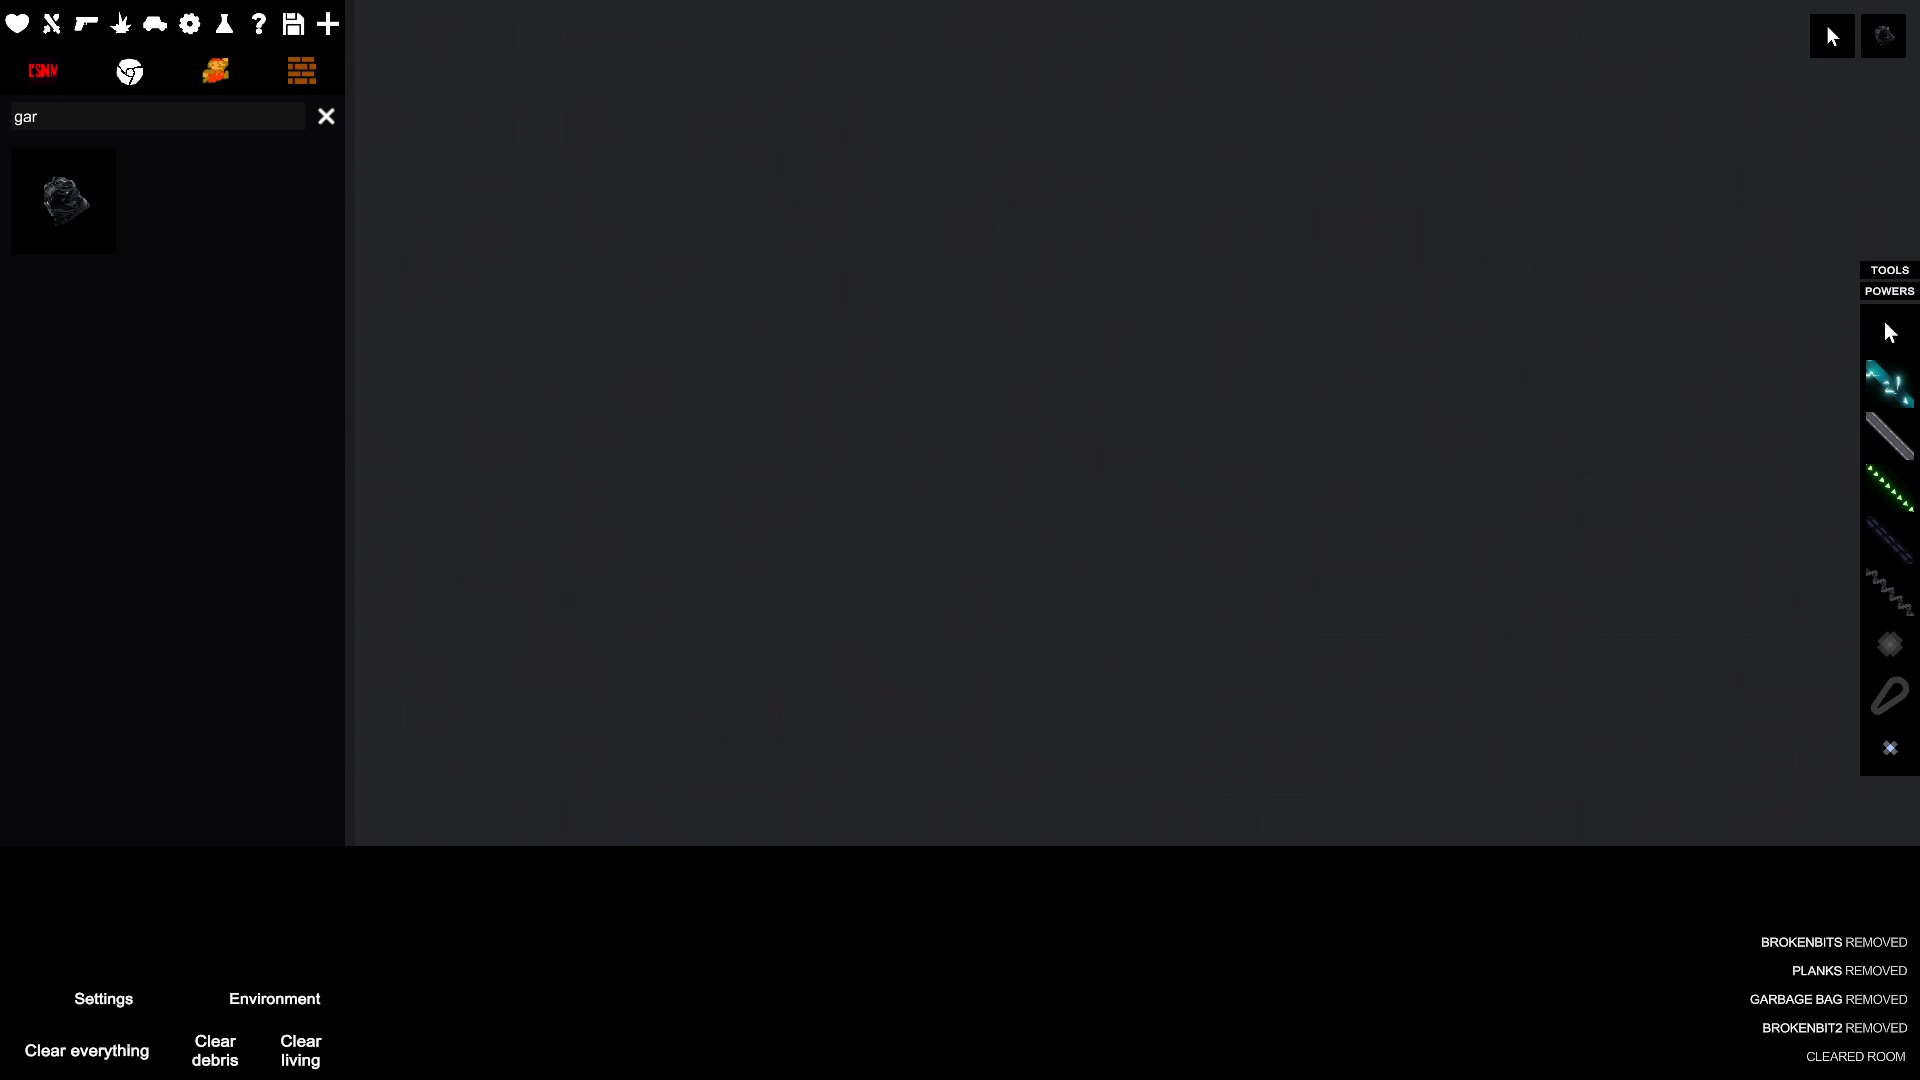 CSMM
gar
TOOLS
POWERS
BROKENBITS REMOVED
PLANKS REMOVED
GARBAGE BAG REMOVED
BROKENBIT2 REMOVED
CLEARED ROOM
Settings
Environment
Clear everything
Clear
debris
Clear
living